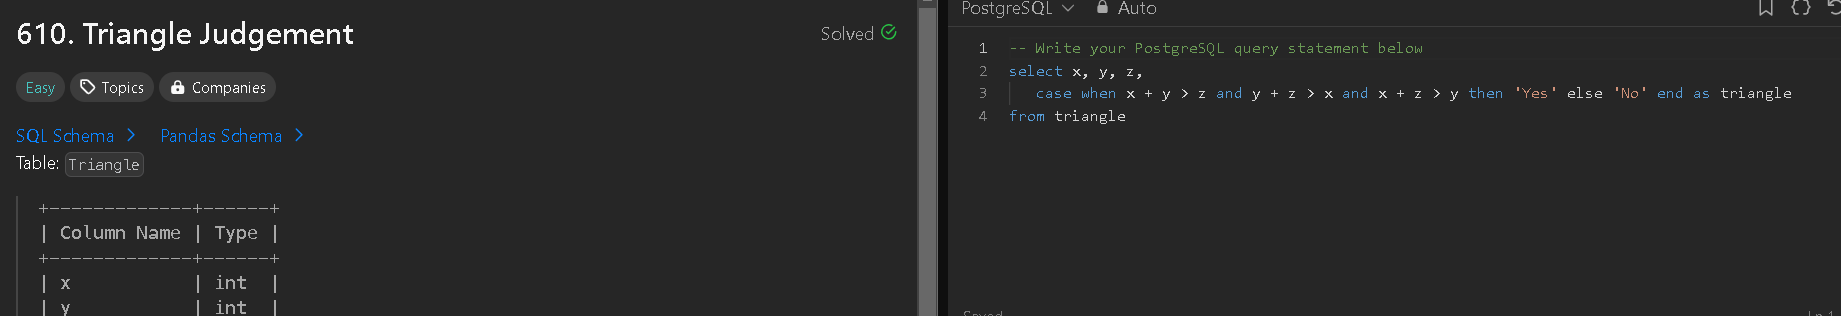 610. Triangle Judgement
Solved
Easy
Topics
Companies
SQL Schema >
Pandas Schema >
Table: Triangle
+-------------+------+
| Column Name | Type |
+-------------+------+
| x           | int  |
| y           | int  |
PostgreSQL
Auto
1 -- Write your PostgreSQL query statement below
2 select x, y, z,
3    case when x + y > z and y + z > x and x + z > y then 'Yes' else 'No' end as triangle
4 from triangle
Saved